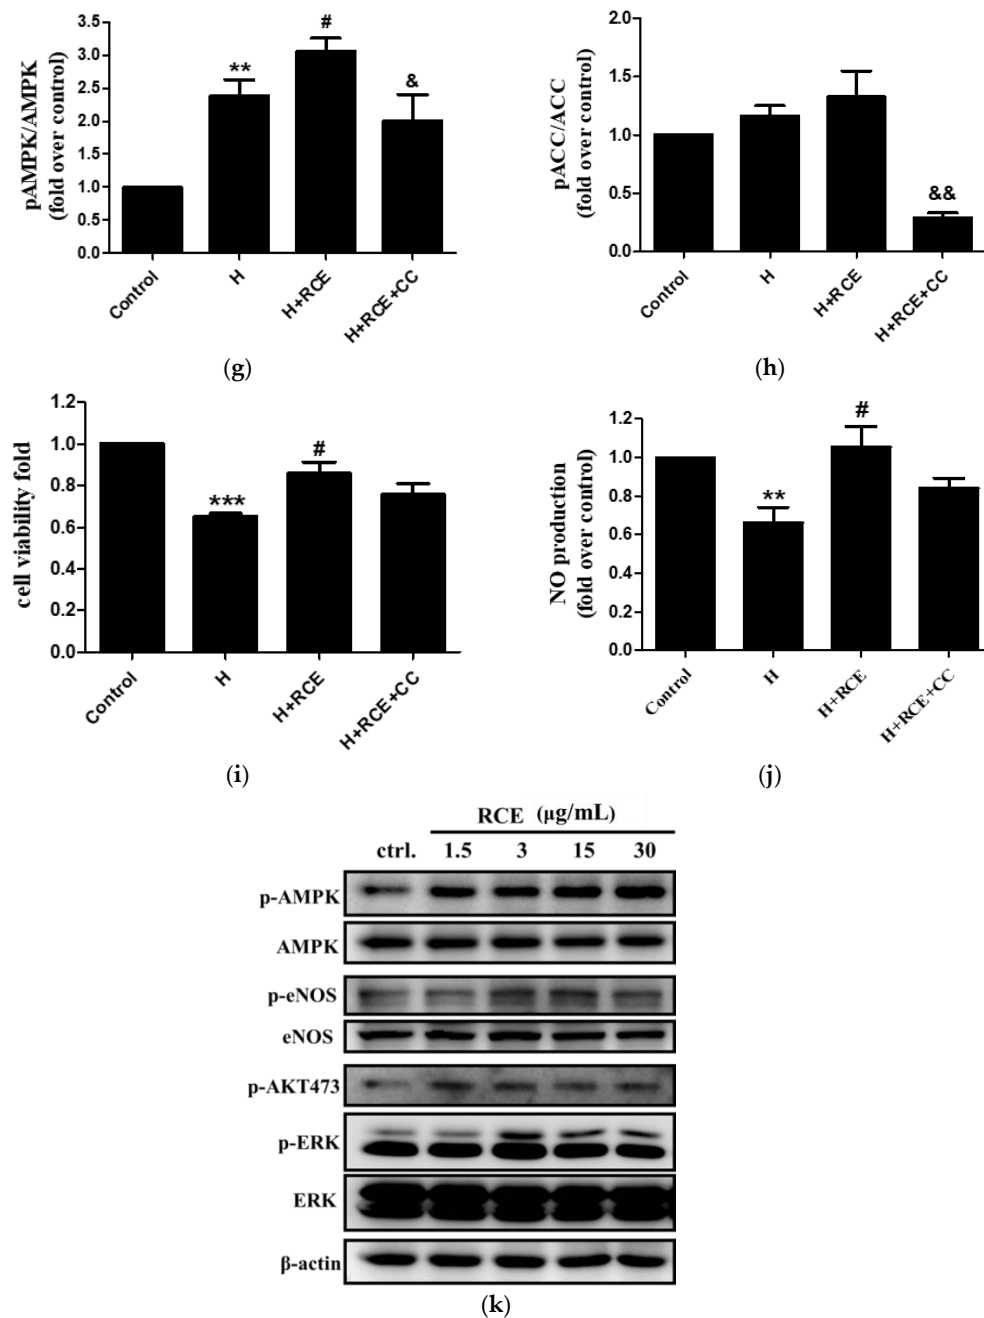 pAMPK/AMPK
(fold over control)
3.5
3.0
2.5
2.0
1.5
1.0
0.5
0.0
**
#
&
Control
H
H+RCE
H+RCE+CC
(g)
pACC/ACC
(fold over control)
2.0
1.5
1.0
0.5
0.0
&&
Control
H
H+RCE
H+RCE+CC
(h)
cell viability fold
1.2
1.0
0.8
0.6
0.4
0.2
0.0
***
#
Control
H
H+RCE
H+RCE+CC
(i)
NO production
(fold over control)
1.2
1.0
0.8
0.6
0.4
0.2
0.0
**
#
Control
H
H+RCE
H+RCE+CC
(j)
RCE (μg/mL)
ctrl. 1.5 3 15 30
p-AMPK
AMPK
p-eNOS
eNOS
p-AKT473
p-ERK
ERK
β-actin
(k)